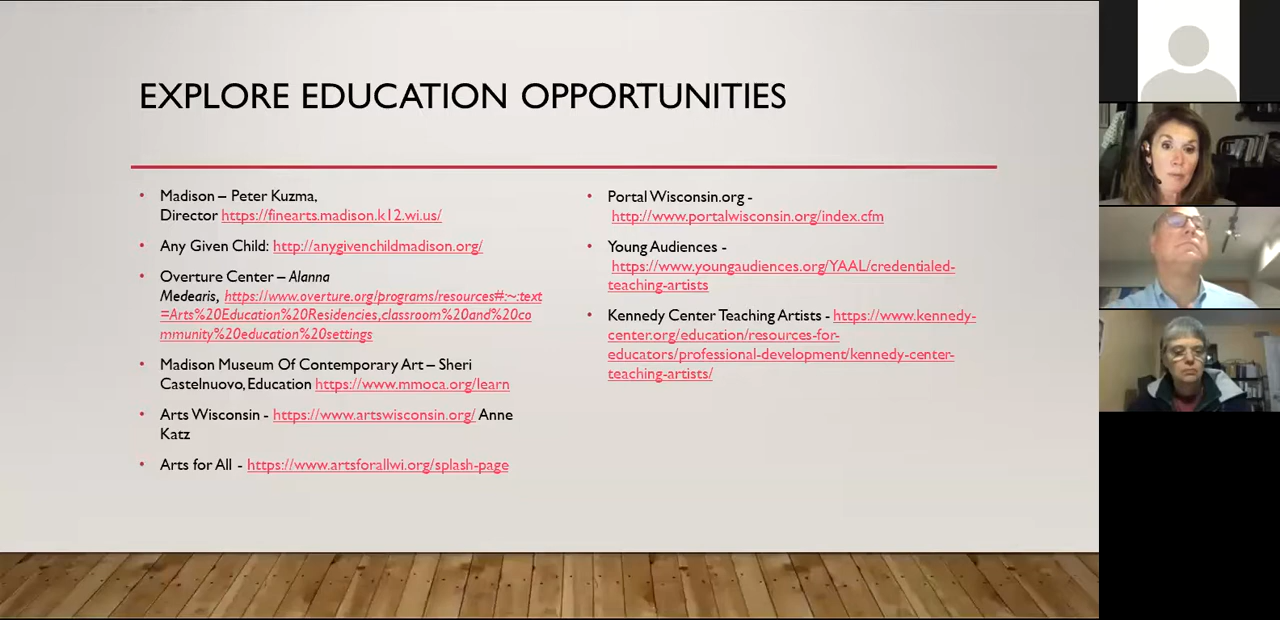 EXPLORE EDUCATION OPPORTUNITIES
• Madison – Peter Kuzma,
Director https://finearts.madison.k12.wi.us/
• Any Given Child: http://anygivenchildmadison.org/
• Overture Center – Alanna
Medearis, https://www.overture.org/programs/resources#:~:text
=Arts%20Education%20Residencies,classroom%20and%20co
mmunity%20education%20settings
• Madison Museum Of Contemporary Art – Sheri
Castelnuovo, Education https://www.mmoca.org/learn
• Arts Wisconsin - https://www.artswisconsin.org/ Anne
Katz
• Arts for All - https://www.artsforallwi.org/splash-page
• Portal Wisconsin.org -
http://www.portalwisconsin.org/index.cfm
• Young Audiences -
https://www.youngaudiences.org/YAAL/credentialed-
teaching-artists
• Kennedy Center Teaching Artists - https://www.kennedy-
center.org/education/resources-for-
educators/professional-development/kennedy-center-
teaching-artists/